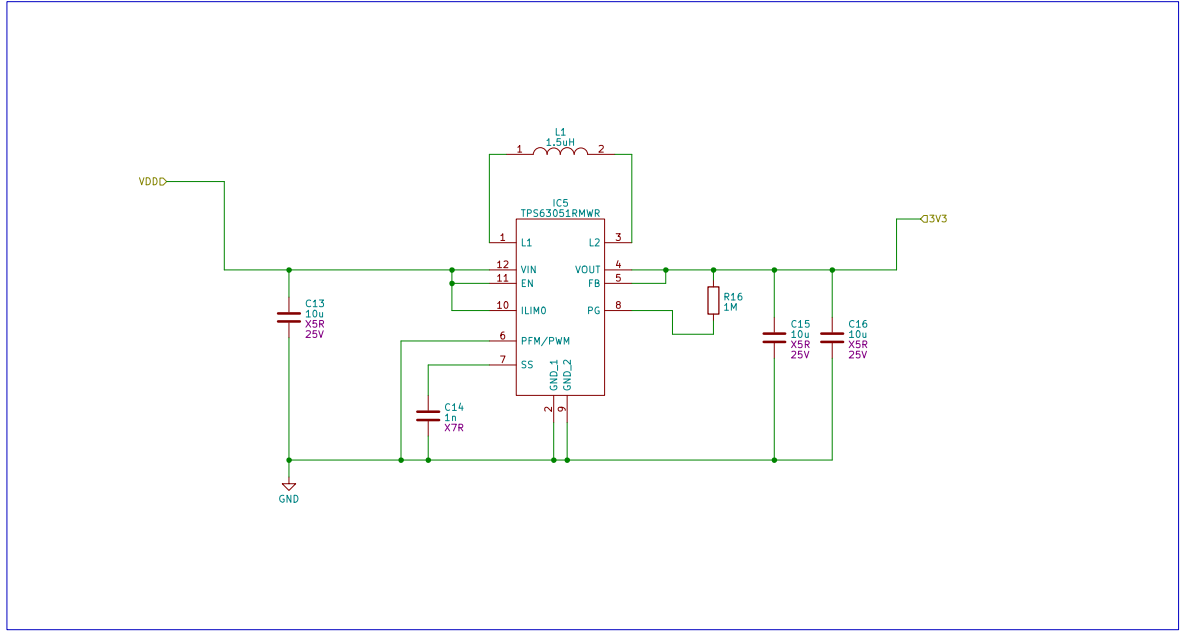 L1
1.5uH
1
2
VDD
IC5
TPS63051RMWR
3V3
1
L1
L2
3
12
VIN
VOUT
4
11
EN
FB
5
10
ILIM0
PG
8
R16
1M
C13
10u
X5R
25V
C15
10u
X5R
25V
C16
10u
X5R
25V
6
PFM/PWM
7
SS
GND_1
GND_2
2
9
C14
1n
X7R
GND